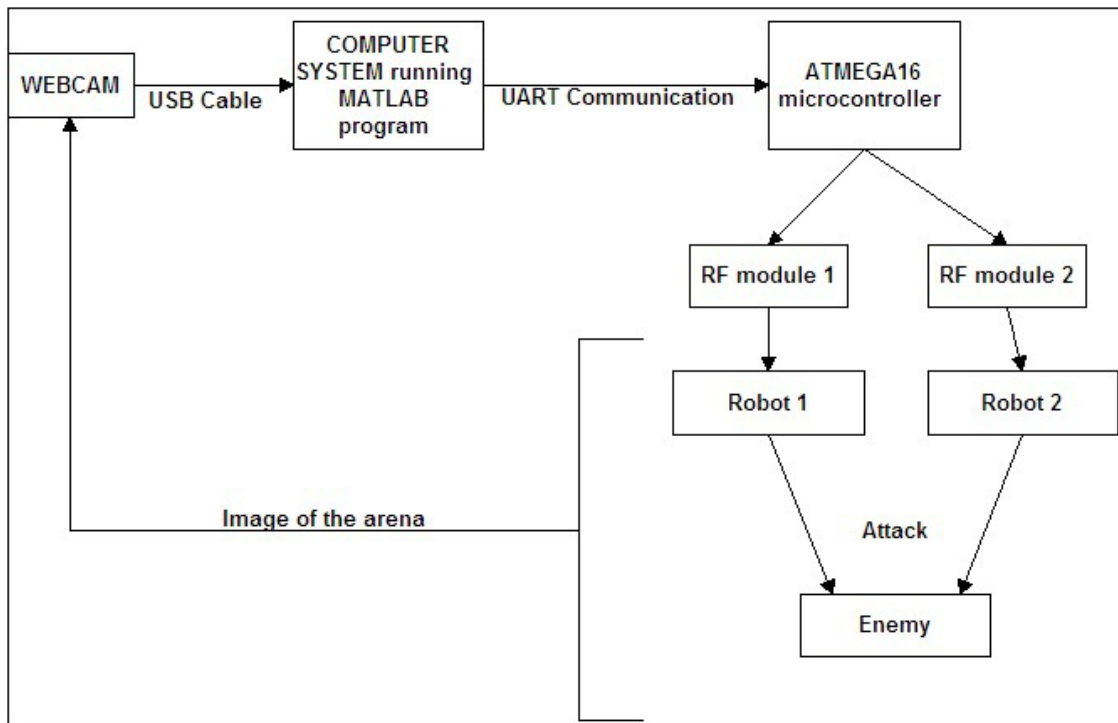 WEBCAM
USB Cable
COMPUTER
SYSTEM running
MATLAB
program
UART Communication
ATMEGA16
microcontroller
RF module 1
RF module 2
Robot 1
Robot 2
Image of the arena
Attack
Enemy